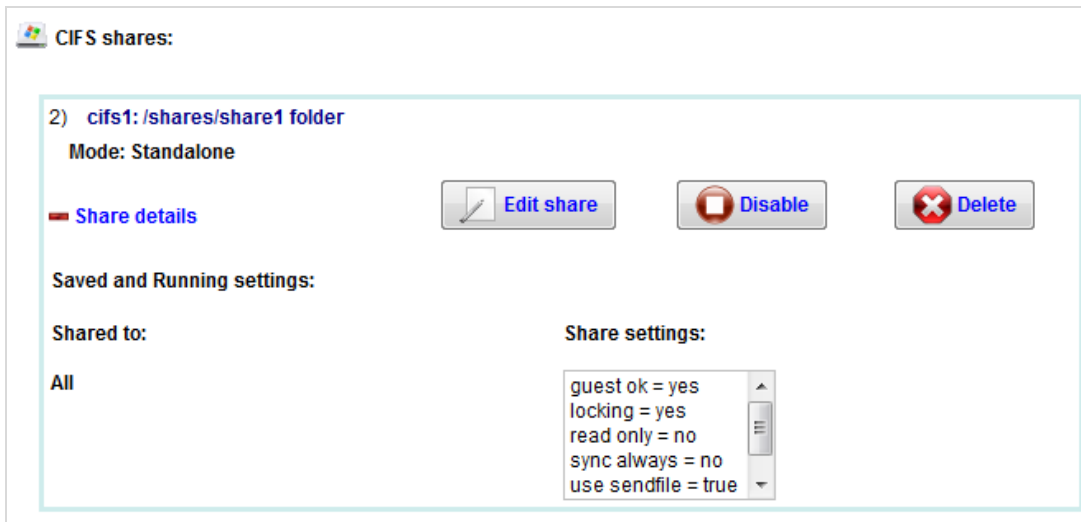 CIFS shares:
2) cifs1: /shares/share1 folder
Mode: Standalone
Share details
Edit share
Disable
Delete
Saved and Running settings:
Shared to:
Share settings:
All
guest ok = yes
locking = yes
read only = no
sync always = no
use sendfile = true